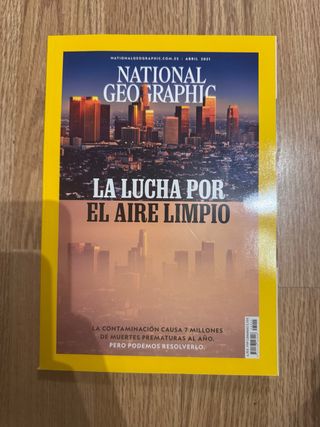 NATIONALGEOGRAPHIC.COM.ES | ABRIL 2021
NATIONAL
GEOGRAPHIC
LA LUCHA POR
EL AIRE LIMPIO
LA CONTAMINACIÓN CAUSA 7 MILLONES
DE MUERTES PREMATURAS AL AÑO.
PERO PODEMOS RESOLVERLO.